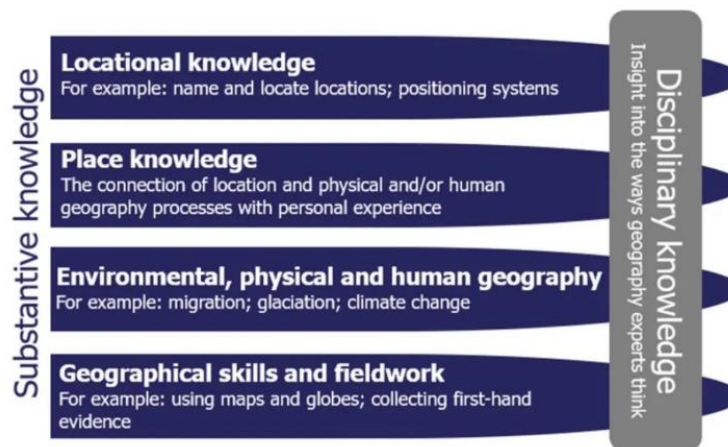 Substantive knowledge
Locational knowledge
For example: name and locate locations; positioning systems
Place knowledge
The connection of location and physical and/or human
geography processes with personal experience
Environmental, physical and human geography
For example: migration; glaciation; climate change
Geographical skills and fieldwork
For example: using maps and globes; collecting first-hand
evidence
Disciplinary knowledge
Insight into the ways geography experts think